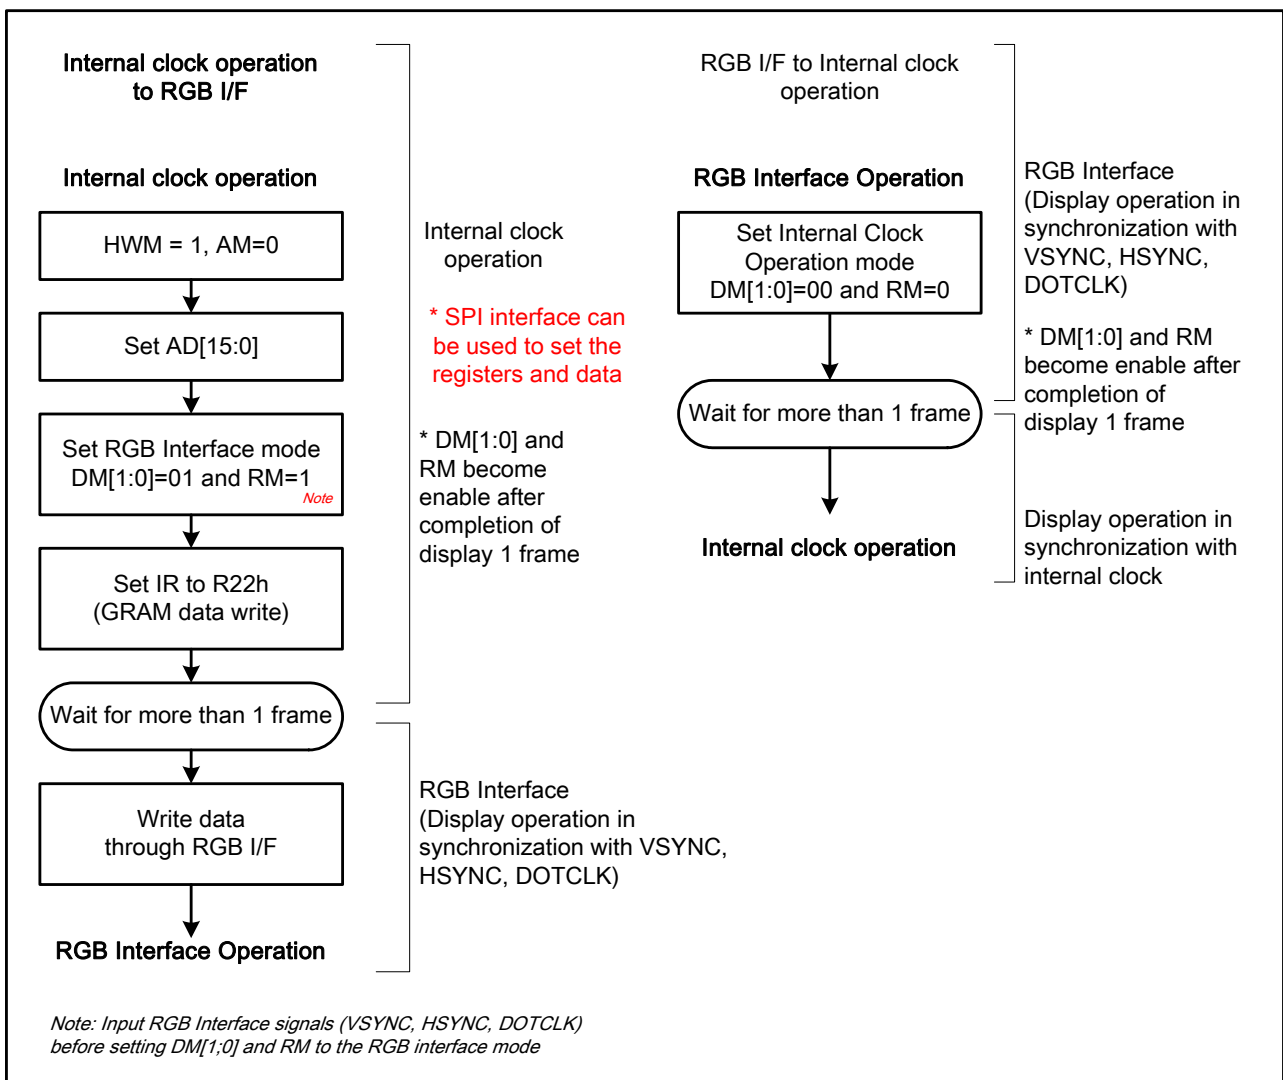 Internal clock operation
to RGB I/F
Internal clock operation
HWM = 1, AM=0
Set AD[15:0]
Set RGB Interface mode
DM[1:0]=01 and RM=1
Note
Set IR to R22h
(GRAM data write)
Wait for more than 1 frame
Write data
through RGB I/F
RGB Interface Operation
Internal clock
operation
* SPI interface can
be used to set the
registers and data
* DM[1:0] and
RM become
enable after
completion of
display 1 frame
RGB Interface
(Display operation in
synchronization with VSYNC,
HSYNC, DOTCLK)
RGB I/F to Internal clock
operation
RGB Interface Operation
Set Internal Clock
Operation mode
DM[1:0]=00 and RM=0
Wait for more than 1 frame
Internal clock operation
RGB Interface
(Display operation in
synchronization with
VSYNC, HSYNC,
DOTCLK)
* DM[1:0] and RM
become enable after
completion of
display 1 frame
Display operation in
synchronization with
internal clock
Note: Input RGB Interface signals (VSYNC, HSYNC, DOTCLK)
before setting DM[1;0] and RM to the RGB interface mode